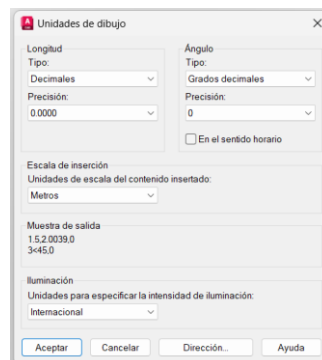 Unidades de dibujo
Longitud
Tipo:
Decimales
Precisión:
0.0000
Ángulo
Tipo:
Grados decimales
Precisión:
0
En el sentido horario
Escala de inserción
Unidades de escala del contenido insertado:
Metros
Muestra de salida
1.5,2.0039,0
3<45,0
Iluminación
Unidades para especificar la intensidad de iluminación:
Internacional
Aceptar Cancelar Dirección... Ayuda